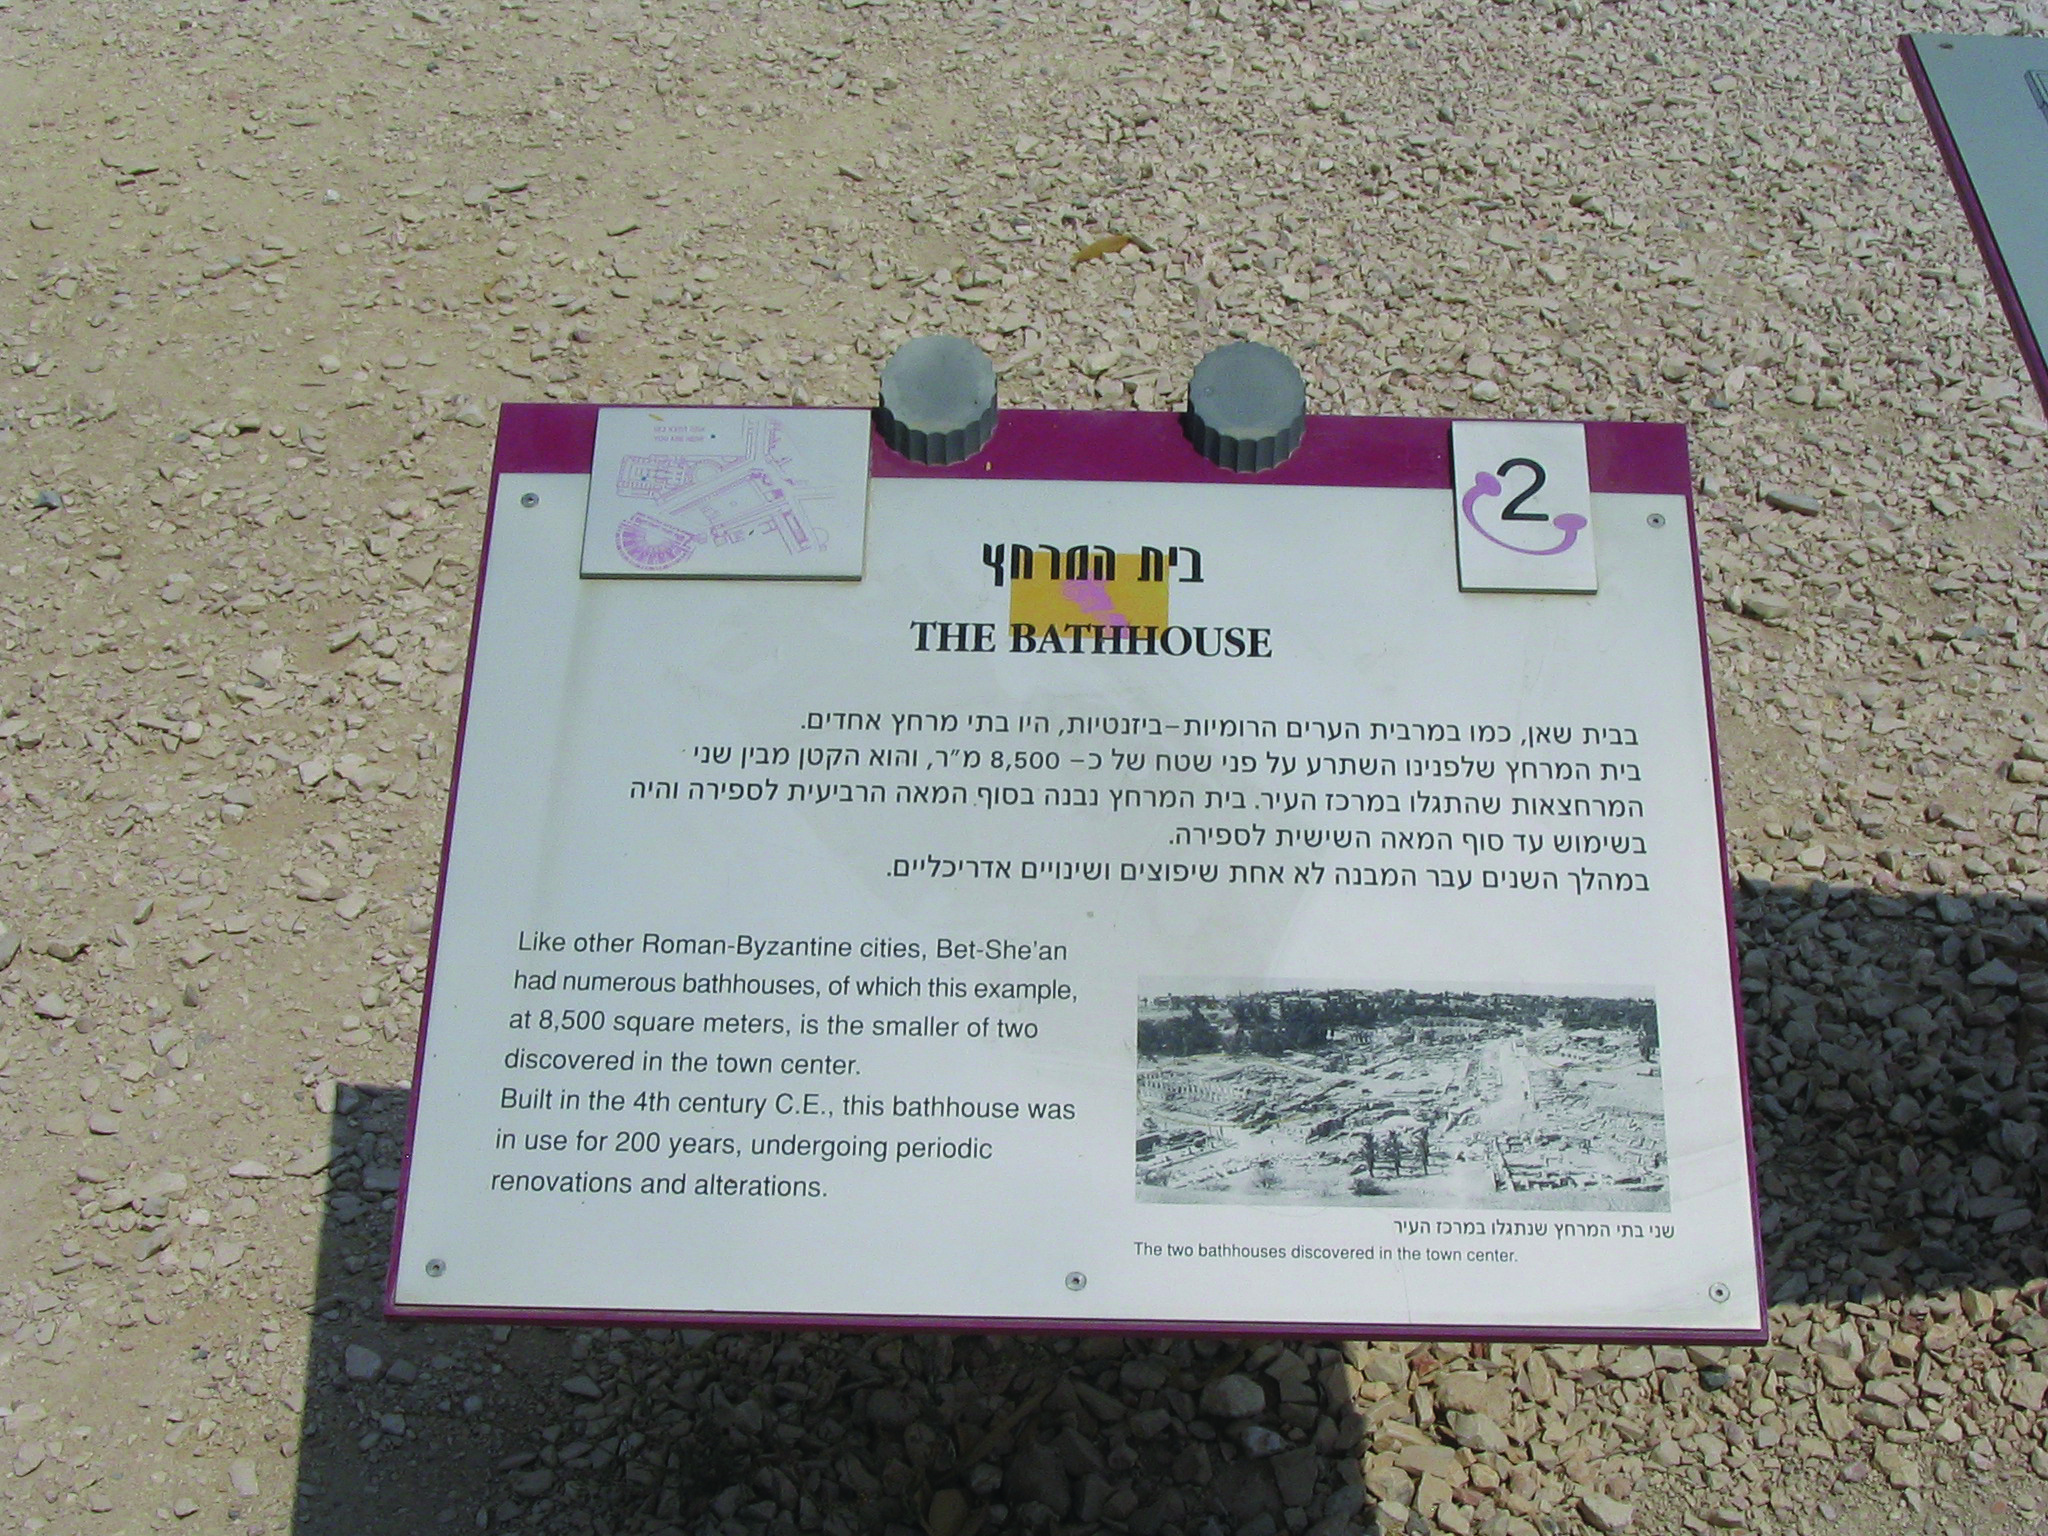 2
בית המרחץ
THE BATHHOUSE
בבית שאן, כמו במרבית הערים הרומיות-ביזנטיות, היו בתי מרחץ אחדים.
בית המרחץ שלפנינו השתרע על פני שטח של כ- 8,500 מ"ר, והוא הקטן מבין שני
המרחצאות שהתגלו במרכז העיר. בית המרחץ נבנה בסוף המאה הרביעית לספירה והיה
בשימוש עד סוף המאה השישית לספירה.
במהלך השנים עבר המבנה לא אחת שיפוצים ושינויים אדריכליים.
Like other Roman-Byzantine cities, Bet-She'an
had numerous bathhouses, of which this example,
at 8,500 square meters, is the smaller of two
discovered in the town center.
Built in the 4th century C.E., this bathhouse was
in use for 200 years, undergoing periodic
renovations and alterations.
שני בתי המרחץ שנתגלו במרכז העיר
The two bathhouses discovered in the town center.